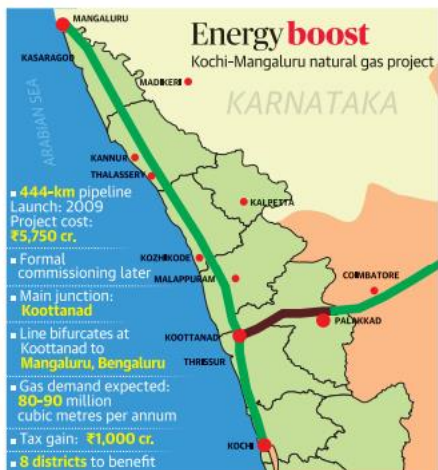 Energy boost
Kochi-Mangaluru natural gas project
MANGALURU
KASARAGOD
MADIKERI
KARNATAKA
ARABIAN SEA
KANNUR
THALASSERY
KALPETTA
KOZHIKODE
MALAPPURAM
COIMBATORE
KOOTTANAD
PALAKKAD
THRISSUR
KOCHI
▪ 444-km pipeline
Launch: 2009
Project cost:
₹5,750 cr.
▪ Formal
commissioning later
▪ Main junction:
Koottanad
▪ Line bifurcates at
Koottanad to
Mangaluru, Bengaluru
▪ Gas demand expected:
80-90 million
cubic metres per annum
▪ Tax gain: ₹1,000 cr.
▪ 8 districts to benefit